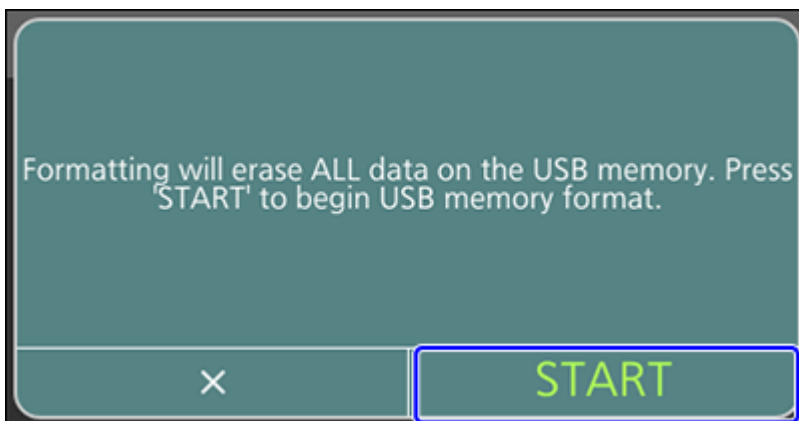 Formatting will erase ALL data on the USB memory. Press
'START' to begin USB memory format.
× START